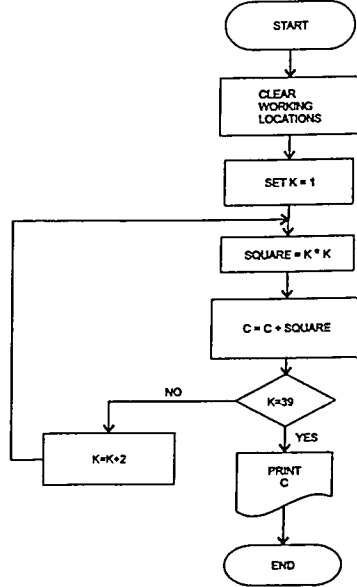 START
CLEAR
WORKING
LOCATIONS
SET K = 1
SQUARE = K * K
C = C + SQUARE
NO
K=39
YES
K=K+2
PRINT
C
END